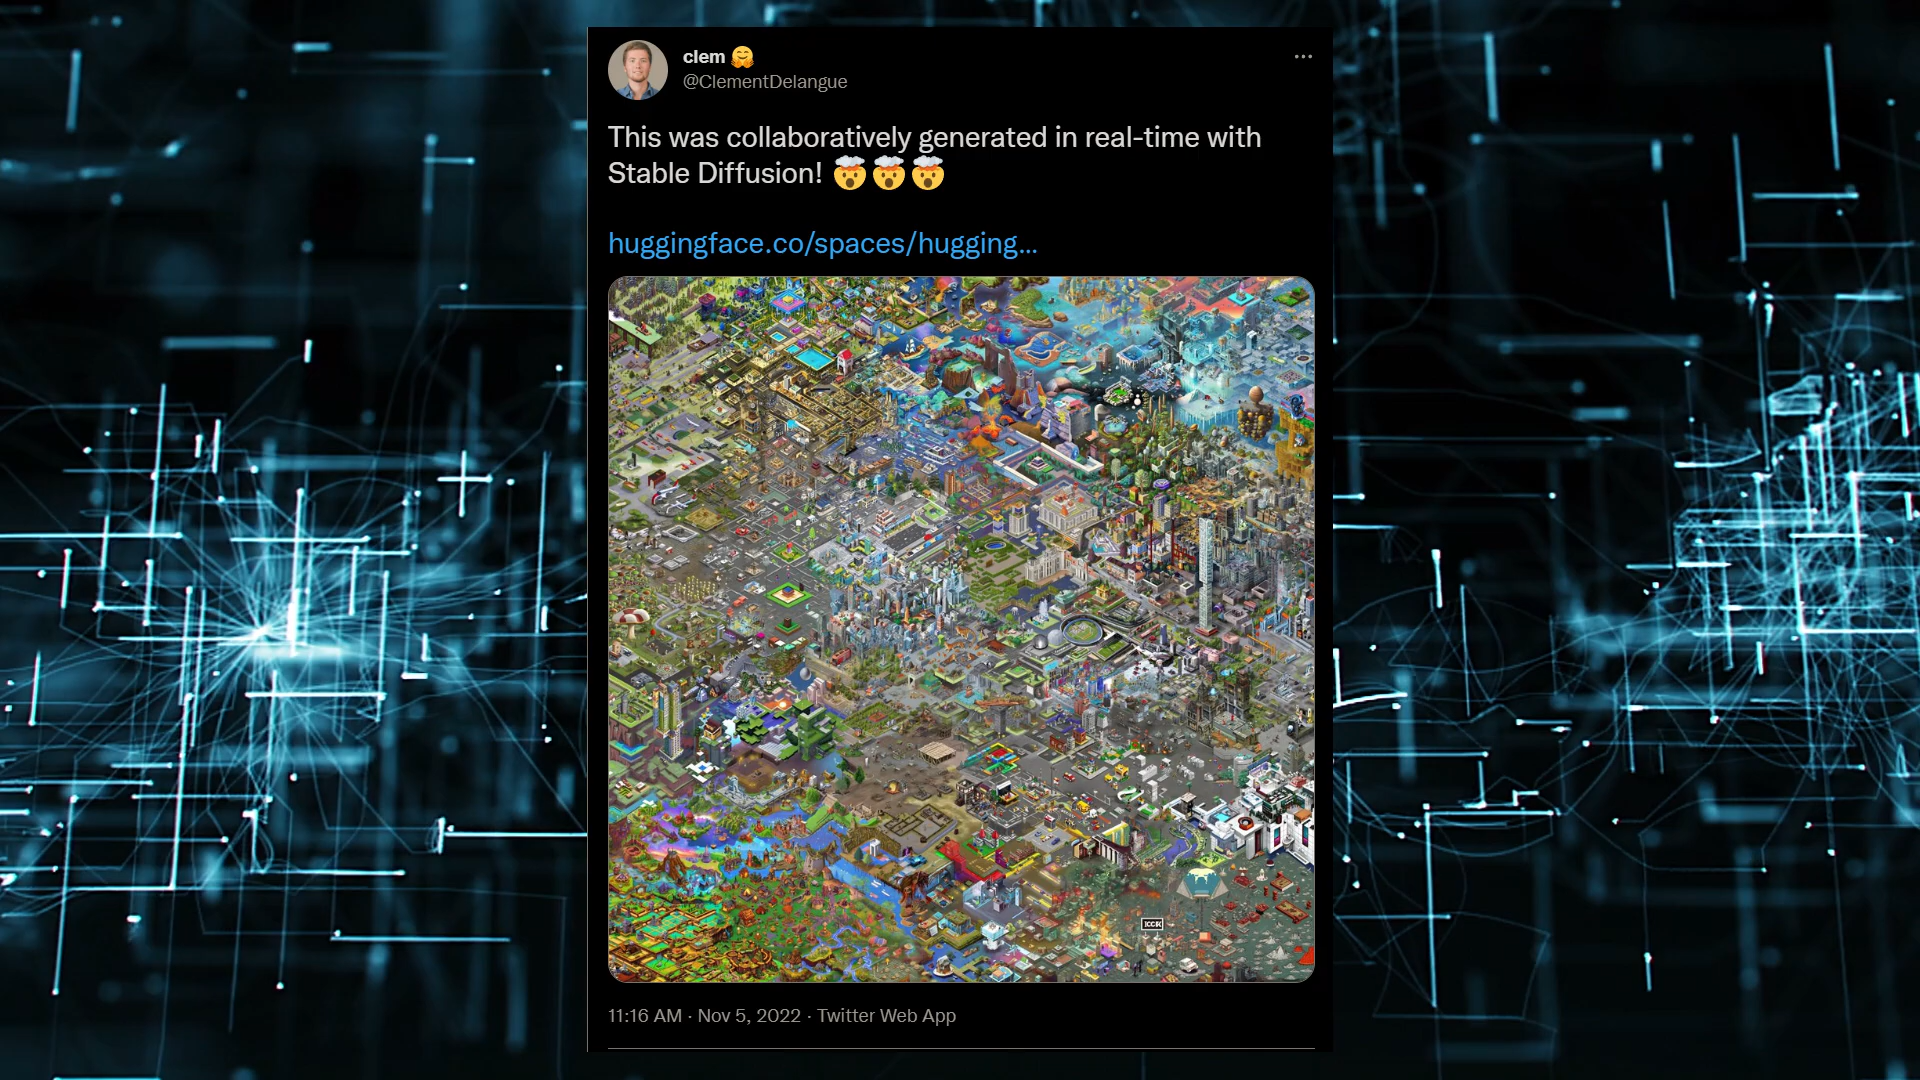 clem 🤗
@ClementDelangue
This was collaboratively generated in real-time with
Stable Diffusion! 🤯🤯🤯
huggingface.co/spaces/hugging...
KCK
11:16 AM · Nov 5, 2022 · Twitter Web App